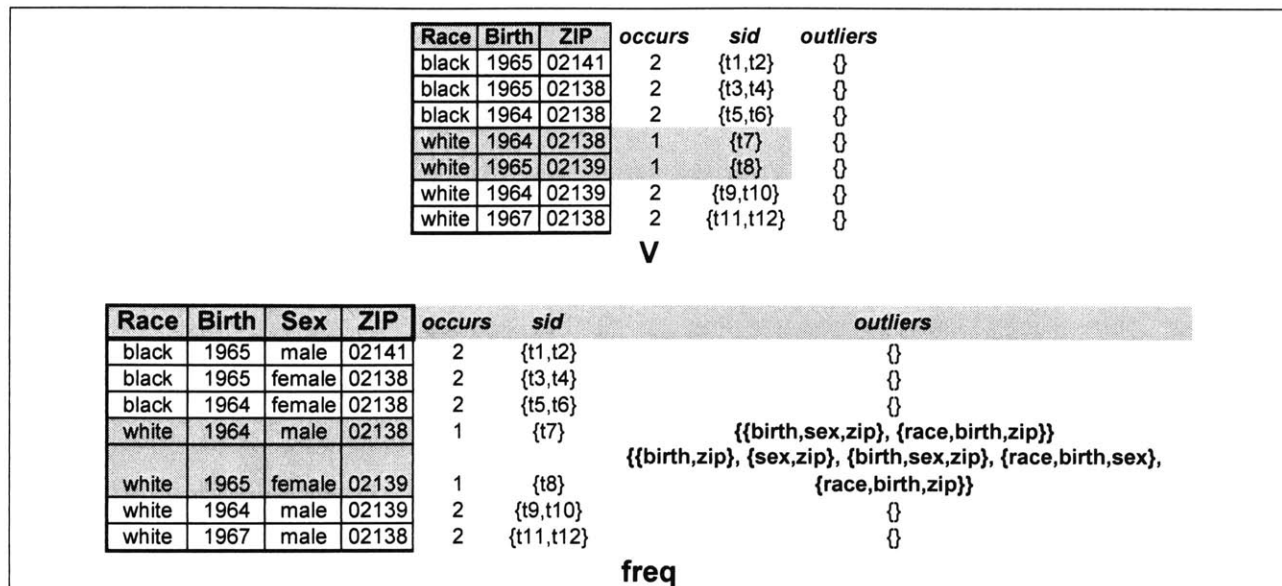 Race Birth ZIP occurs sid outliers
black 1965 02141 2 {t1,t2} {}
black 1965 02138 2 {t3,t4} {}
black 1964 02138 2 {t5,t6} {}
white 1964 02138 1 {t7} {}
white 1965 02139 1 {t8} {}
white 1964 02139 2 {t9,t10} {}
white 1967 02138 2 {t11,t12} {}
V
Race Birth Sex ZIP occurs sid outliers
black 1965 male 02141 2 {t1,t2} {}
black 1965 female 02138 2 {t3,t4} {}
black 1964 female 02138 2 {t5,t6} {}
white 1964 male 02138 1 {t7} {{birth,sex,zip}, {race,birth,zip}}
{{birth,zip}, {sex,zip}, {birth,sex,zip}, {race,birth,sex},
white 1965 female 02139 1 {t8} {race,birth,zip}}
white 1964 male 02139 2 {t9,t10} {}
white 1967 male 02138 2 {t11,t12} {}
freq